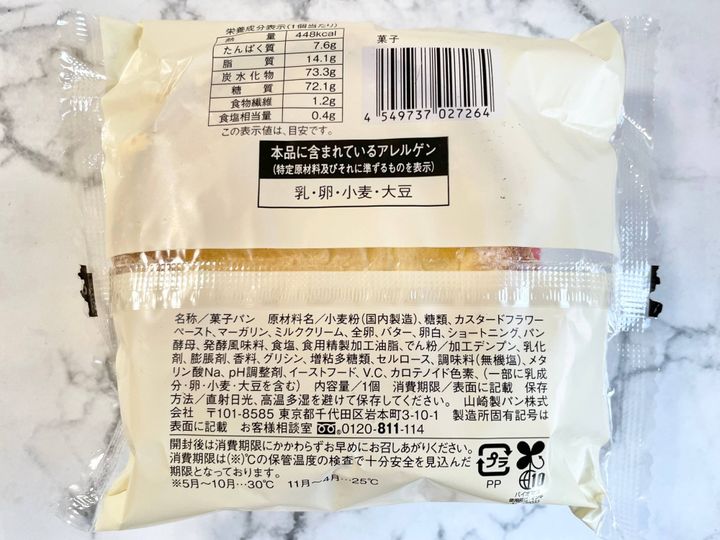 栄養成分表示(1個当たり)
熱 量 448kcal
たんぱく質 7.6g
脂 質 14.1g
炭水化物 73.3g
糖 質 72.1g
食物繊維 1.2g
食塩相当量 0.4g
この表示値は、目安です。
菓子
4 549737 027264
本品に含まれているアレルゲン
(特定原材料及びそれに準ずるものを表示)
乳・卵・小麦・大豆
名称/菓子パン 原材料名/小麦粉(国内製造)、糖類、カスタードフラワー
ペースト、マーガリン、ミルククリーム、全卵、バター、卵白、ショートニング、パン
酵母、発酵風味料、食塩、食用精製加工油脂、でん粉/加工デンプン、乳化
剤、膨脹剤、香料、グリシン、増粘多糖類、セルロース、調味料(無機塩)、メタ
リン酸Na、pH調整剤、イーストフード、V.C、カロテノイド色素、(一部に乳成
分・卵・小麦・大豆を含む) 内容量/1個 消費期限/表面に記載 保存
方法/直射日光、高温多湿を避けて保存してください。 山崎製パン株式
会社 〒101-8585 東京都千代田区岩本町3-10-1 製造所固有記号は
表面に記載 お客様相談室 0120-811-114
開封後は消費期限にかかわらずお早めにお召しあがりください。
消費期限は(※)℃の保管温度の検査で十分安全を見込んだ
期限となっております。
※5月〜10月…30℃ 11月〜4月…25℃
プラ
PP
10